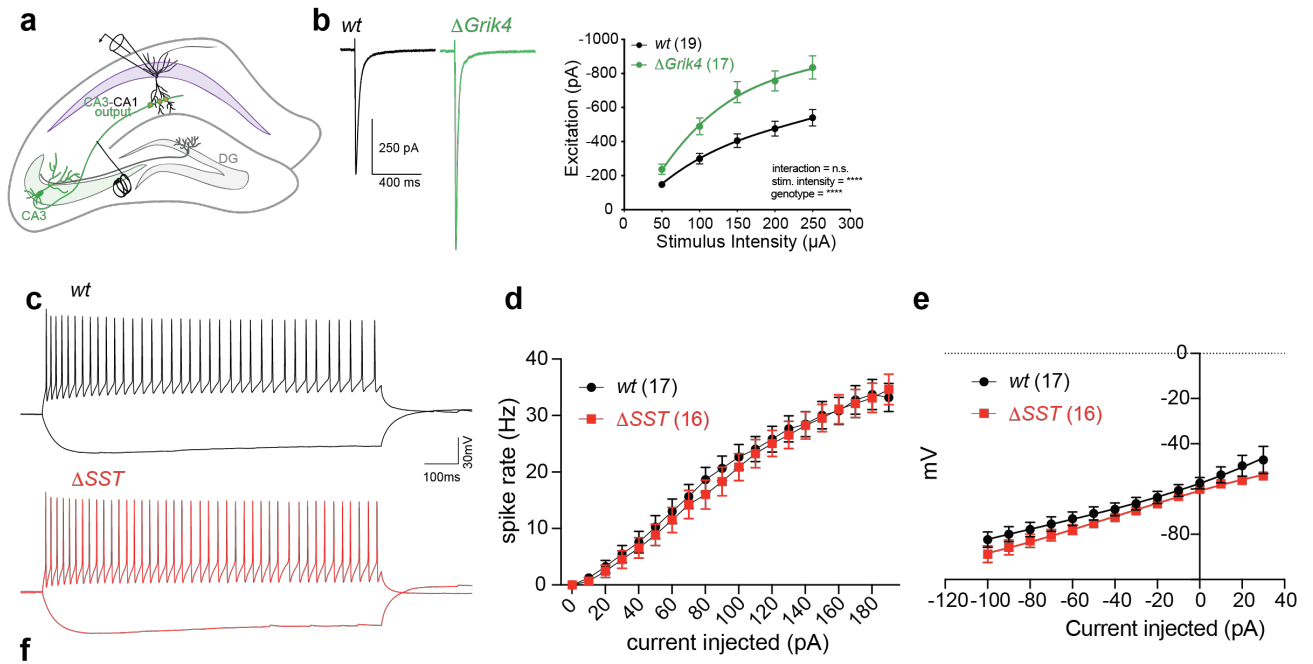 a
CA3-CA1
output
DG
CA3
b
wt
ΔGrik4
250 pA
400 ms
-1000
-800
-600
-400
-200
0
Excitation (pA)
wt (19)
ΔGrik4 (17)
interaction = n.s.
stim. intensity = ****
genotype = ****
0 50 100 150 200 250 300
Stimulus Intensity (µA)
c
wt
30mV
100ms
ΔSST
d
40
30
20
10
0
spike rate (Hz)
wt (17)
ΔSST (16)
0 20 40 60 80 100 120 140 160 180
current injected (pA)
e
0
-20
-40
-80
mV
wt (17)
ΔSST (16)
-120 -100 -80 -60 -40 -20 0 20 40
Current injected (pA)
f